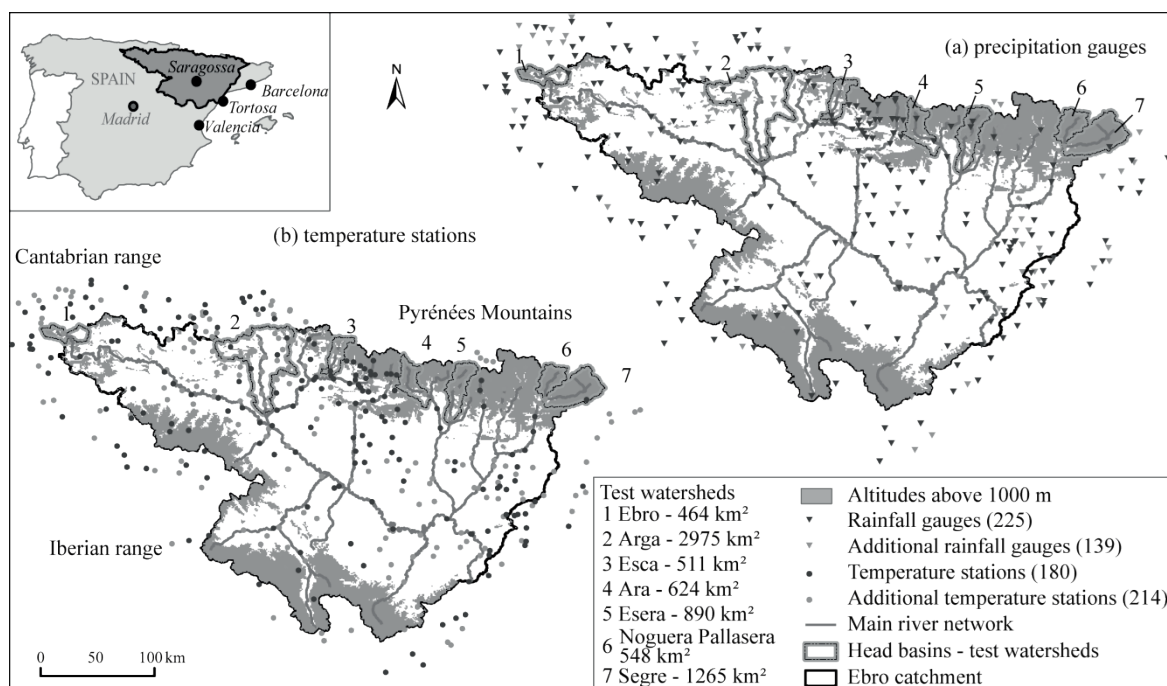 SPAIN
Saragossa
Barcelona
Tortosa
Madrid
Valencia
N
(a) precipitation gauges
1
2
3
4
5
6
7
(b) temperature stations
Cantabrian range
Pyrénées Mountains
1
2
3
4
5
6
7
Iberian range
0 50 100 km
Test watersheds
1 Ebro - 464 km²
2 Arga - 2975 km²
3 Esca - 511 km²
4 Ara - 624 km²
5 Esera - 890 km²
6 Noguera Pallasera
548 km²
7 Segre - 1265 km²
Altitudes above 1000 m
Rainfall gauges (225)
Additional rainfall gauges (139)
Temperature stations (180)
Additional temperature stations (214)
Main river network
Head basins - test watersheds
Ebro catchment